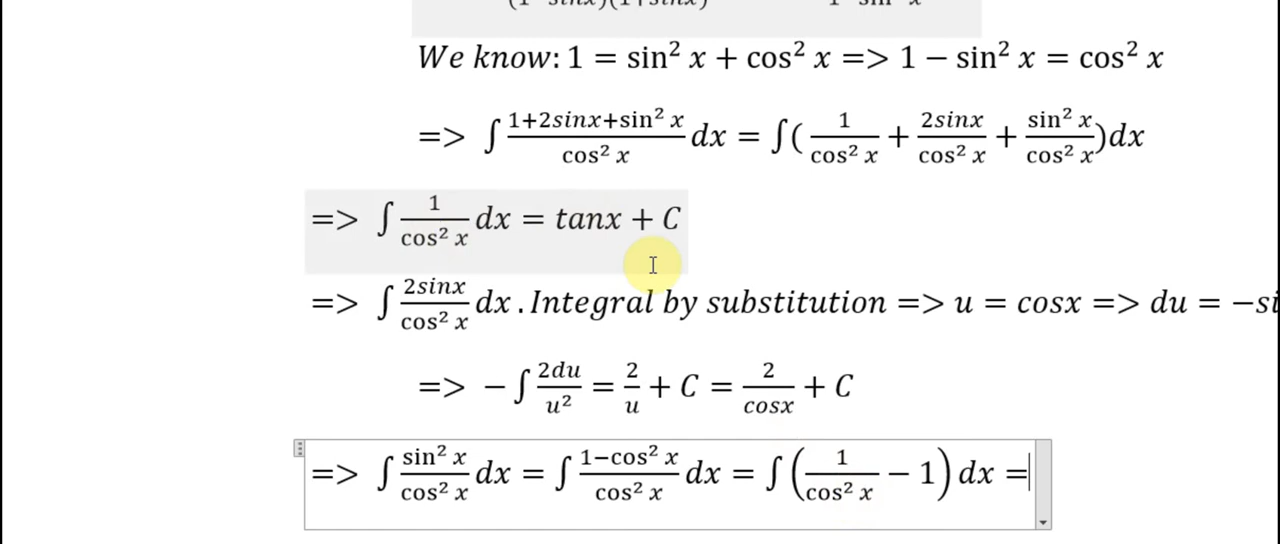 We know: 1 = sin² x + cos² x => 1 − sin² x = cos² x
=> ∫ (1+2sinx+sin² x)/(cos² x) dx = ∫(1/(cos² x) + 2sinx/(cos² x) + sin² x/(cos² x))dx
=> ∫ 1/(cos² x) dx = tanx + C
=> ∫ 2sinx/(cos² x) dx . Integral by substitution => u = cosx => du = −si
=> − ∫ 2du/u² = 2/u + C = 2/cosx + C
=> ∫ sin² x/(cos² x) dx = ∫ (1−cos² x)/(cos² x) dx = ∫ (1/(cos² x) − 1) dx =